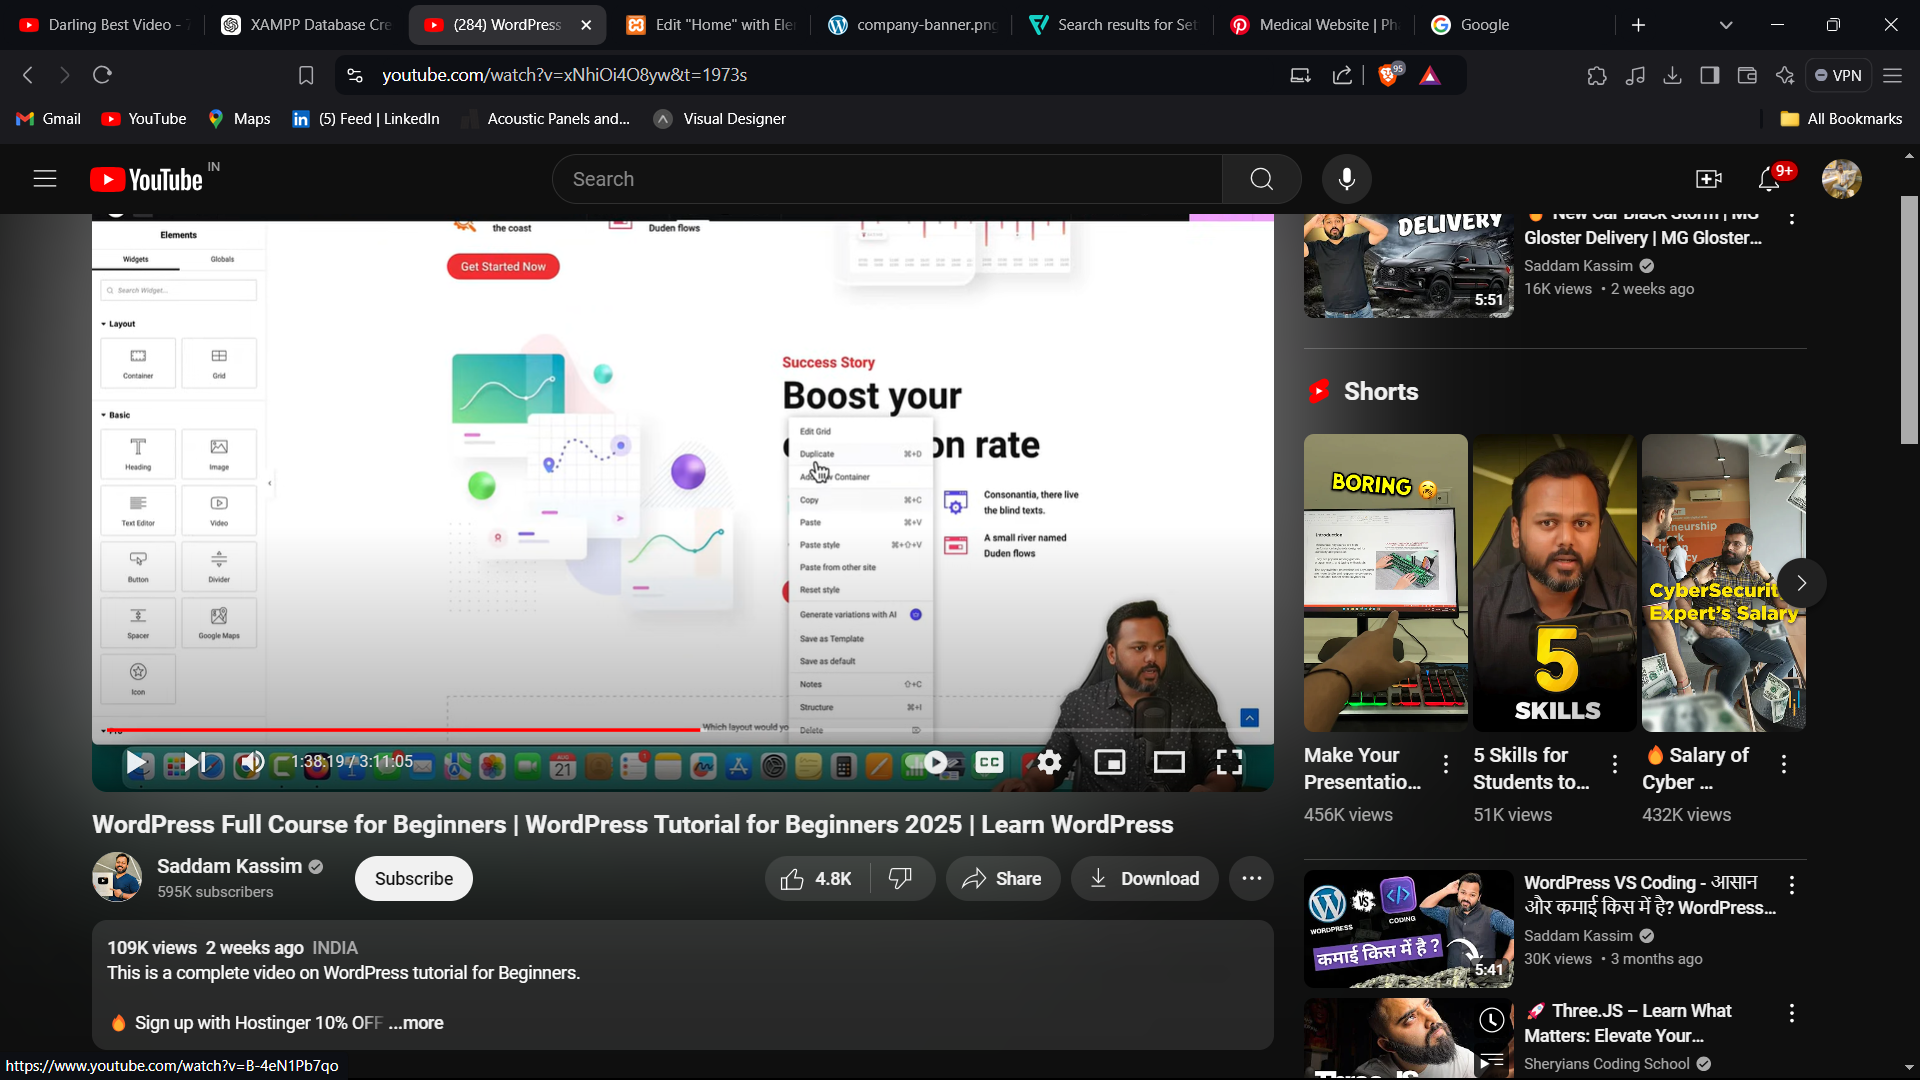 Darling Best Video -
XAMPP Database Cre
(284) WordPress
Edit "Home" with Ele
company-banner.png
Search results for Set
Medical Website | Ph
Google
youtube.com/watch?v=xNhiOi4O8yw&t=1973s
95
VPN
Gmail
YouTube
Maps
(5) Feed | LinkedIn
Acoustic Panels and...
Visual Designer
All Bookmarks
YouTube
IN
Search
9+
Elements
Widgets
Globals
Search Widget...
Layout
Container
Grid
Basic
Heading
Image
Text Editor
Video
Button
Divider
Spacer
Google Maps
Icon
the coast
Duden flows
Get Started Now
Success Story
Boost your
on rate
Edit Grid
Duplicate ⌘+D
Container
Copy ⌘+C
Paste ⌘+V
Paste style ⌘+⇧+V
Paste from other site
Reset style
Generate variations with AI
Save as Template
Save as default
Notes ⇧+C
Structure ⌘+I
Delete
Consonantia, there live
the blind texts.
A small river named
Duden flows
Which layout would yo
1:38:19 / 3:11:05
CC
AUG
21
WordPress Full Course for Beginners | WordPress Tutorial for Beginners 2025 | Learn WordPress
Saddam Kassim
595K subscribers
Subscribe
4.8K
Share
Download
109K views 2 weeks ago INDIA
This is a complete video on WordPress tutorial for Beginners.
🔥 Sign up with Hostinger 10% OFF ...more
https://www.youtube.com/watch?v=B-4eN1Pb7qo
DELIVERY
5:51
🔥 New Car Black Storm | MG
Gloster Delivery | MG Gloster...
Saddam Kassim
16K views • 2 weeks ago
Shorts
BORING
Introduction
5
SKILLS
CyberSecurit
Expert's Salary
Make Your
Presentatio...
456K views
5 Skills for
Students to...
51K views
🔥 Salary of
Cyber ...
432K views
WORDPRESS
VS
CODING
कमाई किस में है ?
5:41
WordPress VS Coding - आसान
और कमाई किस में है? WordPress...
Saddam Kassim
30K views • 3 months ago
🚀 Three.JS – Learn What
Matters: Elevate Your...
Sheryians Coding School